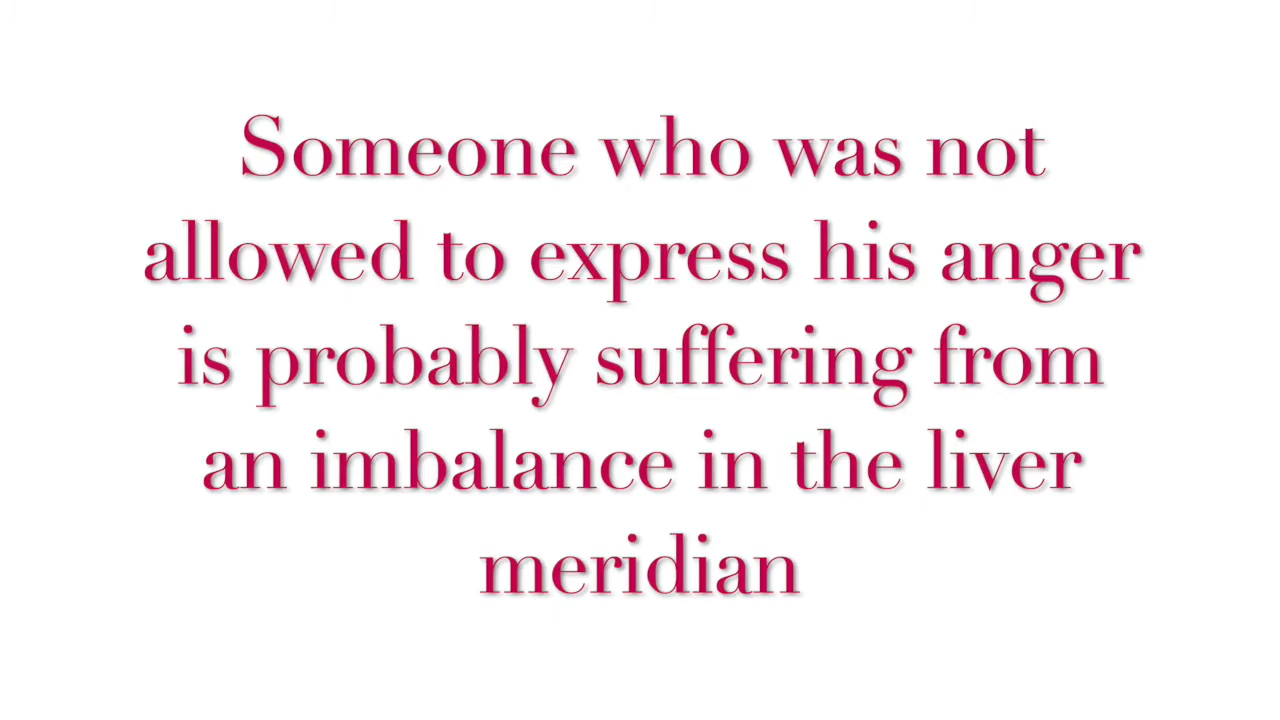 Someone who was not
allowed to express his anger
is probably suffering from
an imbalance in the liver
meridian